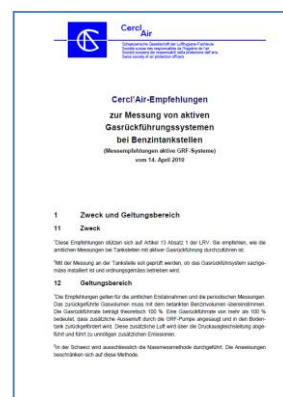 Cercl
Air
Schweizerische Gesellschaft der Lufthygiene-Fachleute
Société suisse des responsables de l'hygiène de l'air
Società svizzera dei responsabili della protezione dell'aria
Swiss society of air protection officers
Cercl'Air-Empfehlungen
zur Messung von aktiven
Gasrückführungssystemen
bei Benzintankstellen
(Messempfehlungen aktive GRF-Systeme)
vom 14. April 2010
1 Zweck und Geltungsbereich
11 Zweck
¹Diese Empfehlungen stützen sich auf Artikel 13 Absatz 1 der LRV. Sie empfehlen, wie die
amtlichen Messungen bei Tankstellen mit aktiver Gasrückführung durchzuführen ist.
²Mit der Messung an der Tankstelle soll geprüft werden, ob das Gasrückführsystem sachge-
mäss installiert ist und ordnungsgemäss betrieben wird.
12 Geltungsbereich
¹Die Empfehlungen gelten für die amtlichen Erstabnahmen und die periodischen Messungen.
Das zurückgeführte Gasvolumen muss mit dem betankten Benzinvolumen übereinstimmen.
Die Gasrückführrate beträgt theoretisch 100 %. Eine Gasrückführrate von mehr als 100 %
bedeutet, dass zusätzliche Aussenluft durch die GRF-Pumpe angesaugt und in den Boden-
tank zurückgefördert wird. Diese zusätzliche Luft wird über die Druckausgleichsleitung abge-
führt und führt zu unnötigen zusätzlichen Emissionen.
²In der Schweiz wird ausschliesslich die Nassmessmethode durchgeführt. Die Anweisungen
beschränken sich auf diese Methode.